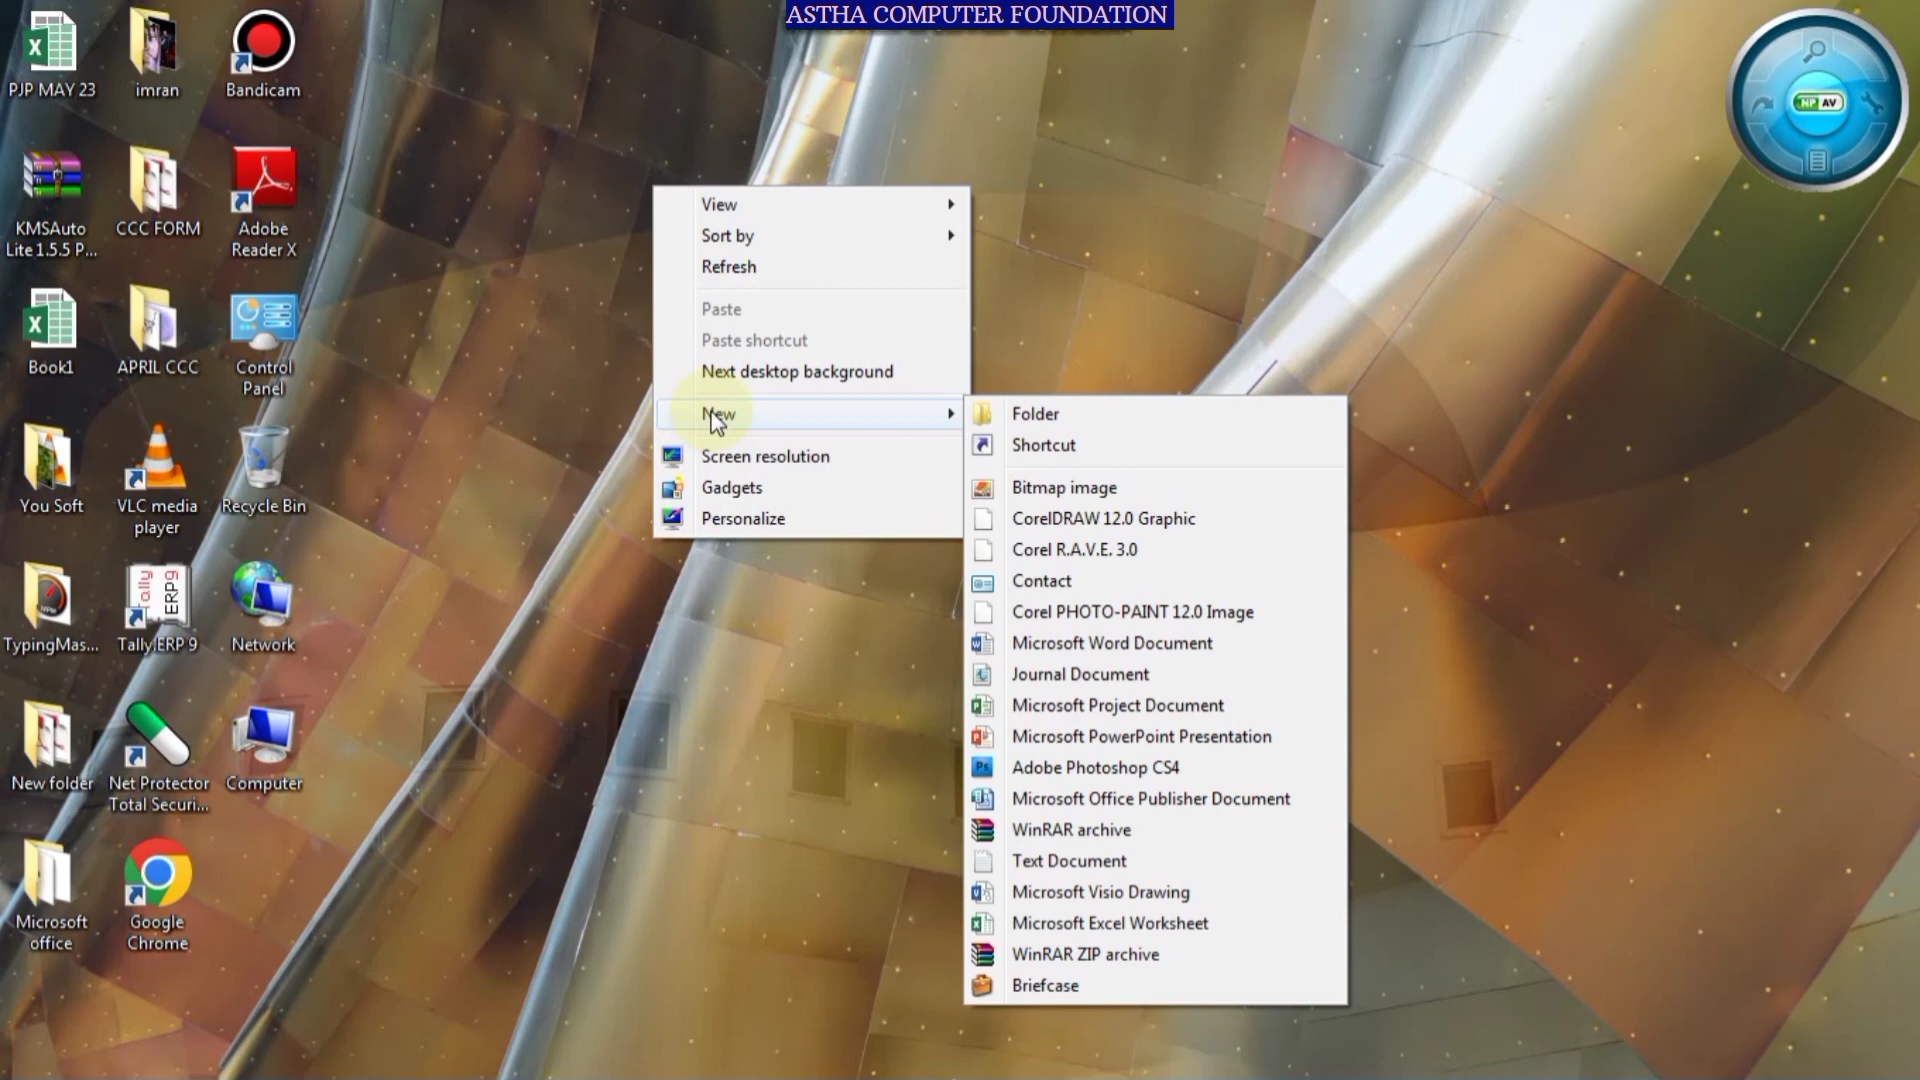 ASTHA COMPUTER FOUNDATION
PJP MAY 23
imran
Bandicam
KMSAuto
Lite 1.5.5 P...
CCC FORM
Adobe
Reader X
Book1
APRIL CCC
Control
Panel
You Soft
VLC media
player
Recycle Bin
TypingMas...
Tally
ERP9
Tally.ERP 9
Network
New folder
Net Protector
Total Securi...
Computer
Microsoft
office
Google
Chrome
NP AV
View
Sort by
Refresh
Paste
Paste shortcut
Next desktop background
New
Screen resolution
Gadgets
Personalize
Folder
Shortcut
Bitmap image
CorelDRAW 12.0 Graphic
Corel R.A.V.E. 3.0
Contact
Corel PHOTO-PAINT 12.0 Image
Microsoft Word Document
Journal Document
Microsoft Project Document
Microsoft PowerPoint Presentation
Adobe Photoshop CS4
Microsoft Office Publisher Document
WinRAR archive
Text Document
Microsoft Visio Drawing
Microsoft Excel Worksheet
WinRAR ZIP archive
Briefcase